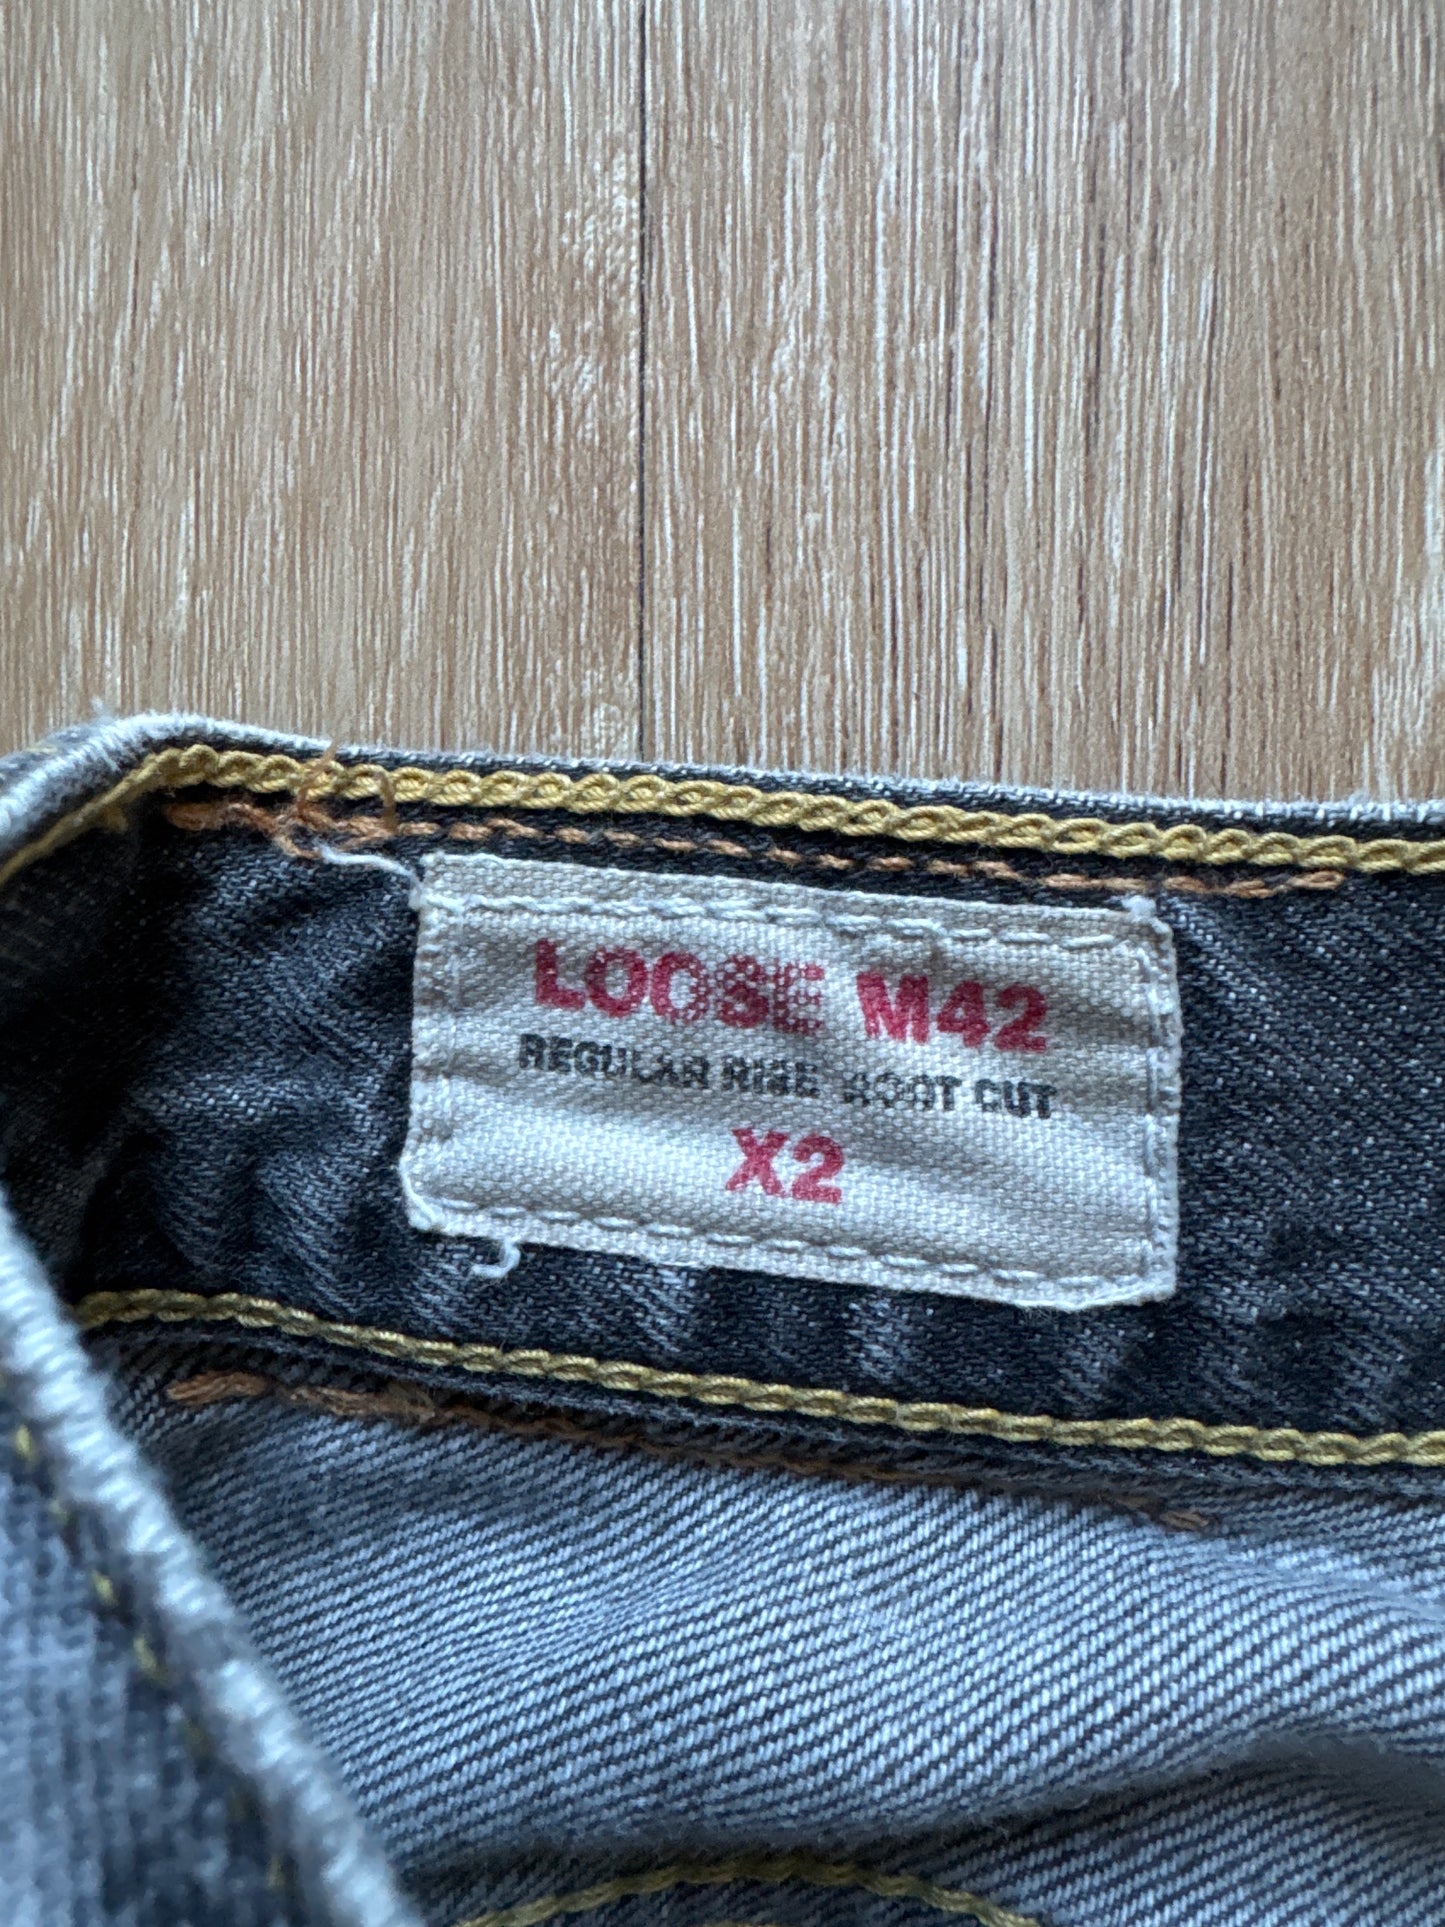 LOOSE M42
REGULAR RISE BOOT CUT
X2